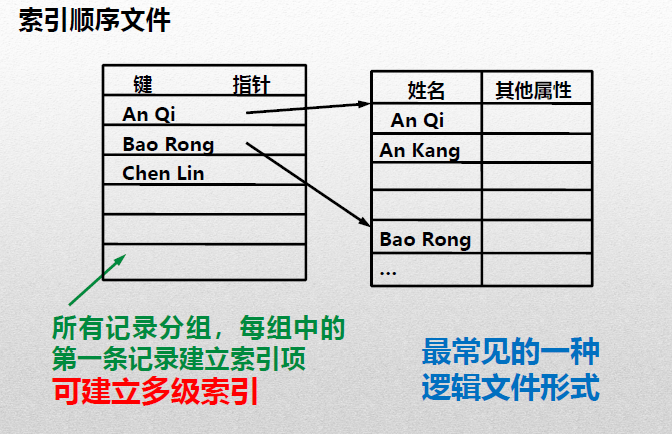 索引顺序文件
键 指针
An Qi
Bao Rong
Chen Lin
姓名 其他属性
An Qi
An Kang
Bao Rong
...
所有记录分组，每组中的
第一条记录建立索引项
可建立多级索引
最常见的一种
逻辑文件形式